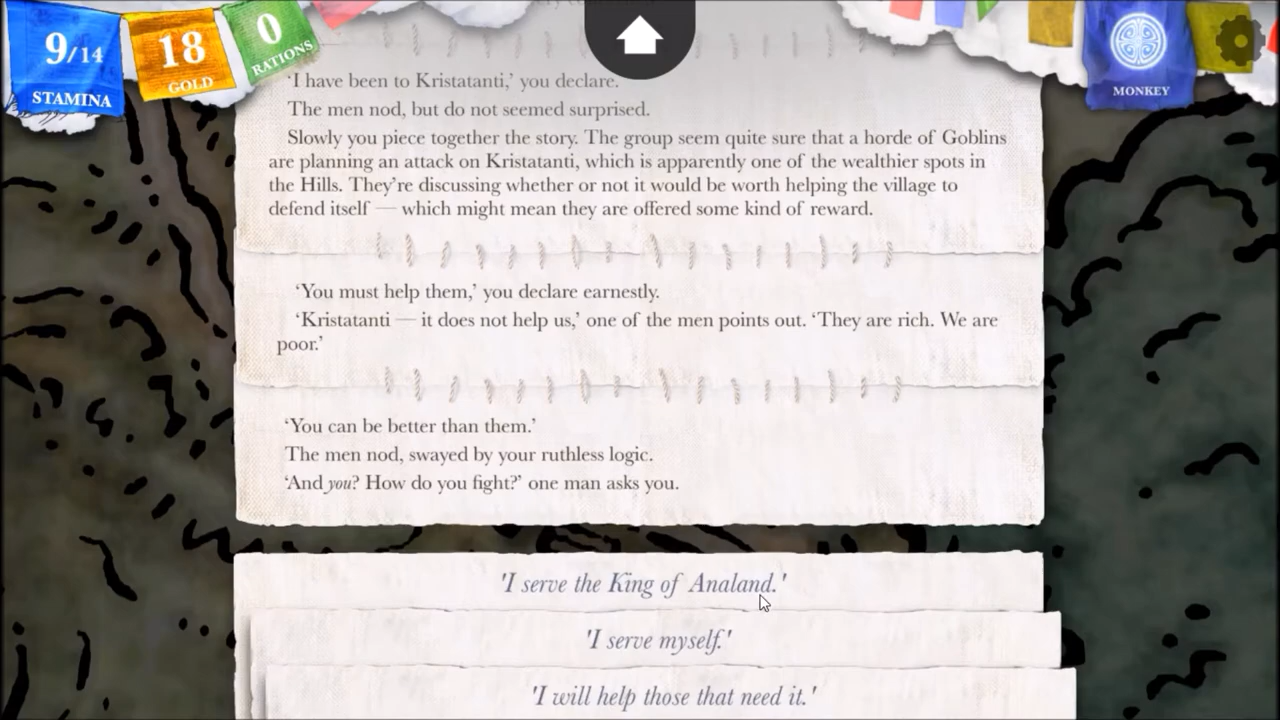 9/14
STAMINA
18
GOLD
0
RATIONS
MONKEY
‘I have been to Kristatanti,’ you declare.
The men nod, but do not seemed surprised.
Slowly you piece together the story. The group seem quite sure that a horde of Goblins
are planning an attack on Kristatanti, which is apparently one of the wealthier spots in
the Hills. They’re discussing whether or not it would be worth helping the village to
defend itself — which might mean they are offered some kind of reward.
‘You must help them,’ you declare earnestly.
‘Kristatanti — it does not help us,’ one of the men points out. ‘They are rich. We are
poor.’
‘You can be better than them.’
The men nod, swayed by your ruthless logic.
‘And you? How do you fight?’ one man asks you.
'I serve the King of Analand.'
'I serve myself.'
'I will help those that need it.'